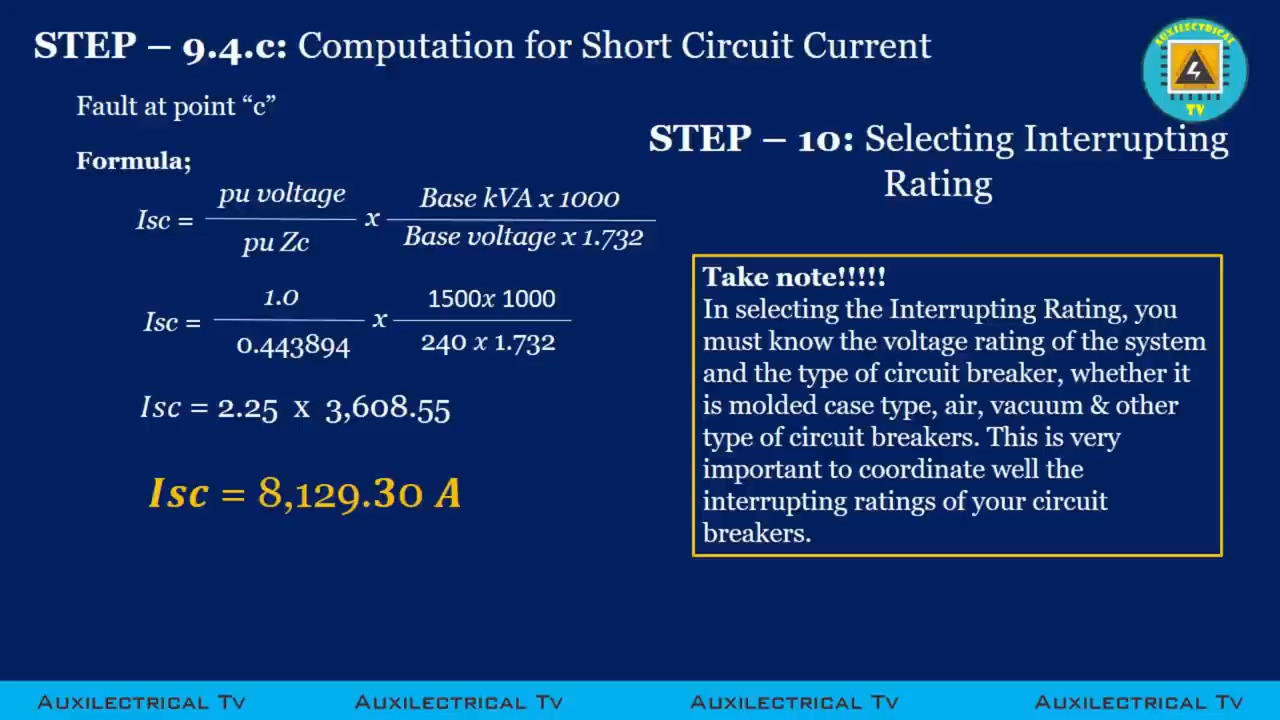 STEP – 9.4.c: Computation for Short Circuit Current
AUXILECTRICAL
TV
Fault at point “c”
Formula;
Isc = pu voltage / pu Zc x Base kVA x 1000 / Base voltage x 1.732
Isc = 1.0 / 0.443894 x 1500x 1000 / 240 x 1.732
Isc = 2.25 x 3,608.55
Isc = 8,129.30 A
STEP – 10: Selecting Interrupting
Rating
Take note!!!!!
In selecting the Interrupting Rating, you
must know the voltage rating of the system
and the type of circuit breaker, whether it
is molded case type, air, vacuum & other
type of circuit breakers. This is very
important to coordinate well the
interrupting ratings of your circuit
breakers.
AUXILECTRICAL TV AUXILECTRICAL TV AUXILECTRICAL TV AUXILECTRICAL TV